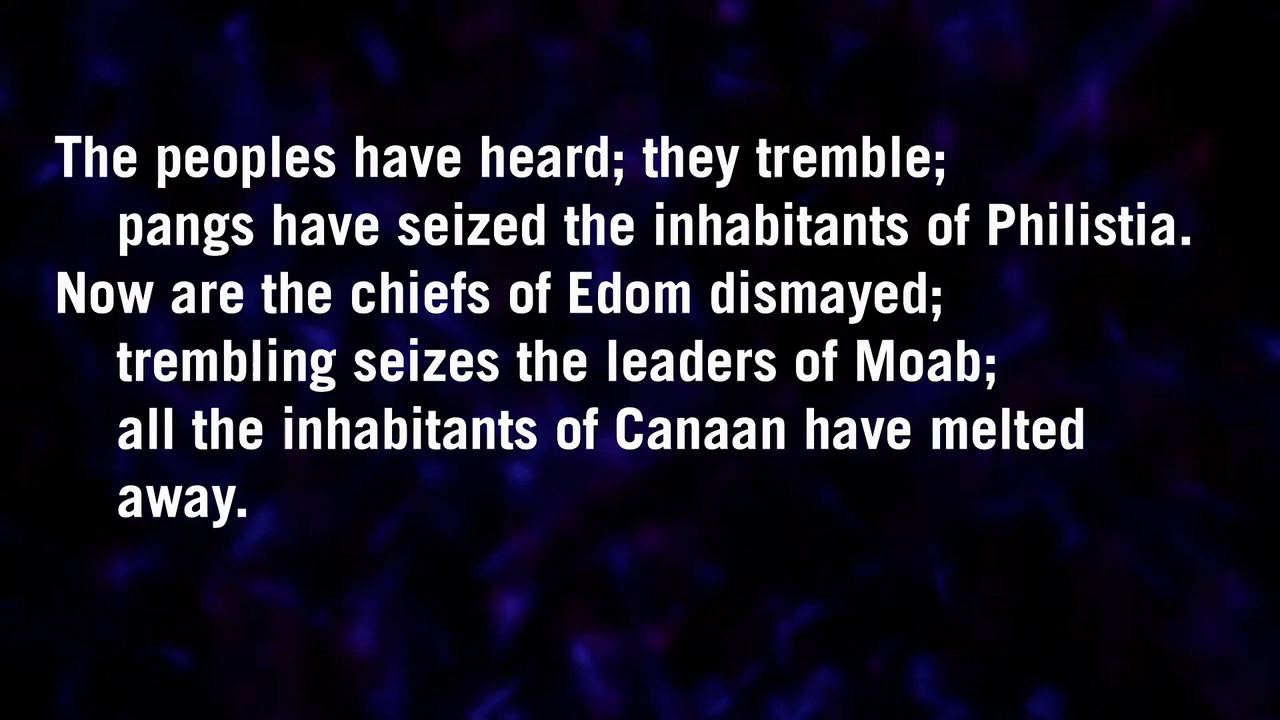 The peoples have heard; they tremble;
pangs have seized the inhabitants of Philistia.
Now are the chiefs of Edom dismayed;
trembling seizes the leaders of Moab;
all the inhabitants of Canaan have melted
away.